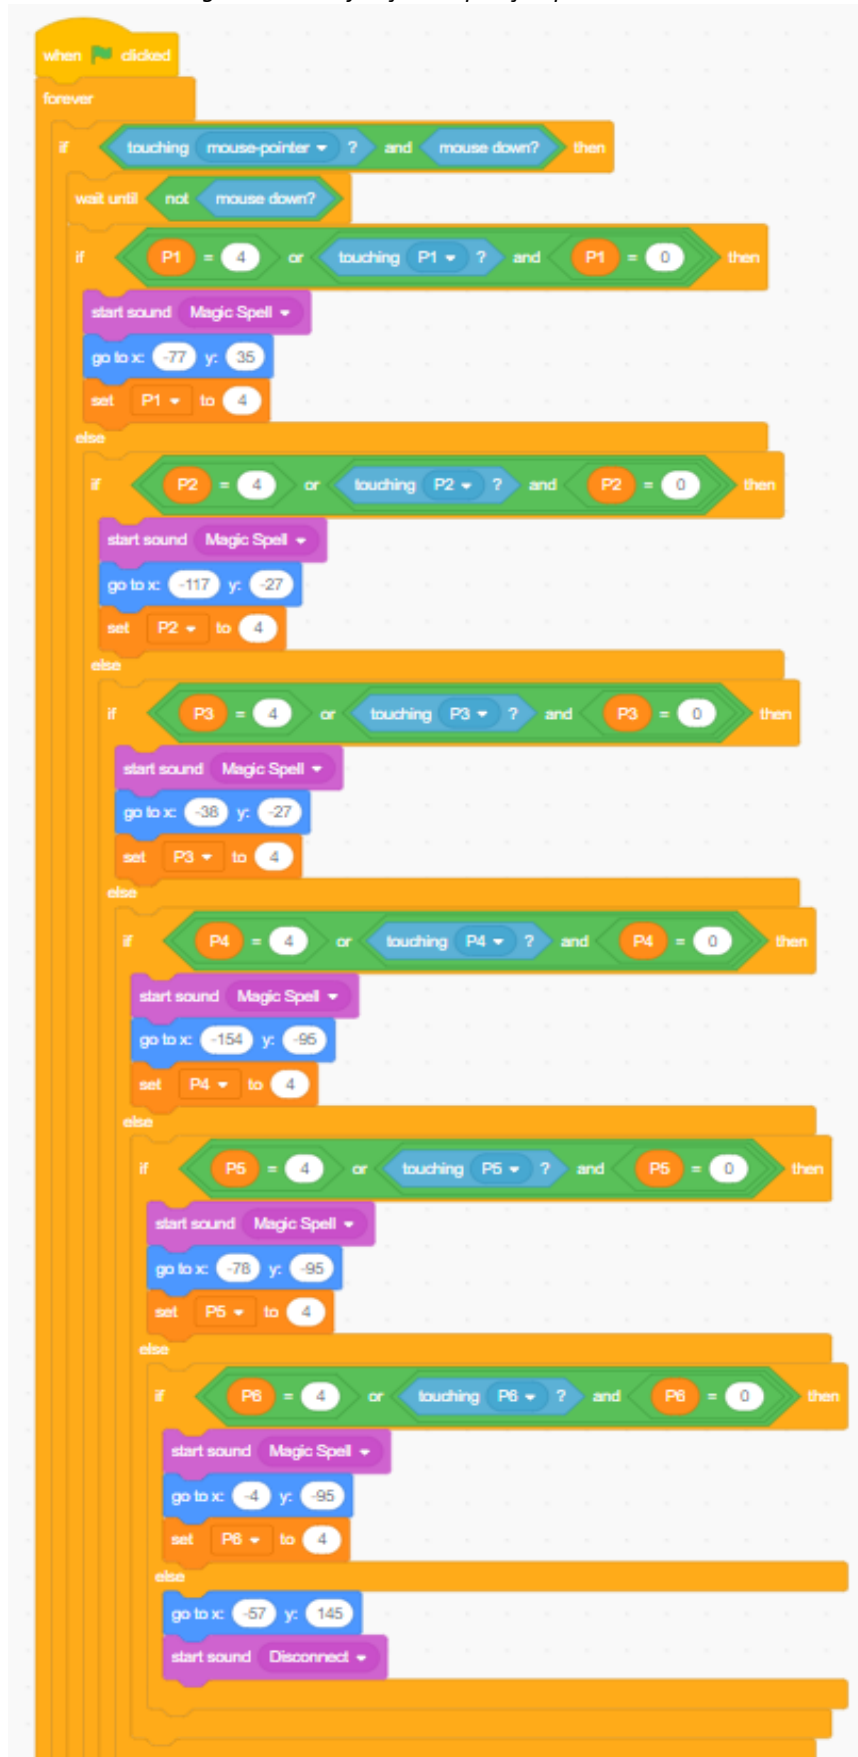 when clicked
forever
if touching mouse-pointer ? and mouse down? then
wait until not mouse down?
if P1 = 4 or touching P1 ? and P1 = 0 then
start sound Magic Spell
go to x: -77 y: 35
set P1 to 4
else
if P2 = 4 or touching P2 ? and P2 = 0 then
start sound Magic Spell
go to x: -117 y: -27
set P2 to 4
else
if P3 = 4 or touching P3 ? and P3 = 0 then
start sound Magic Spell
go to x: -38 y: -27
set P3 to 4
else
if P4 = 4 or touching P4 ? and P4 = 0 then
start sound Magic Spell
go to x: -154 y: -95
set P4 to 4
else
if P5 = 4 or touching P5 ? and P5 = 0 then
start sound Magic Spell
go to x: -78 y: -95
set P5 to 4
else
if P6 = 4 or touching P6 ? and P6 = 0 then
start sound Magic Spell
go to x: -4 y: -95
set P6 to 4
else
go to x: -57 y: 145
start sound Disconnect